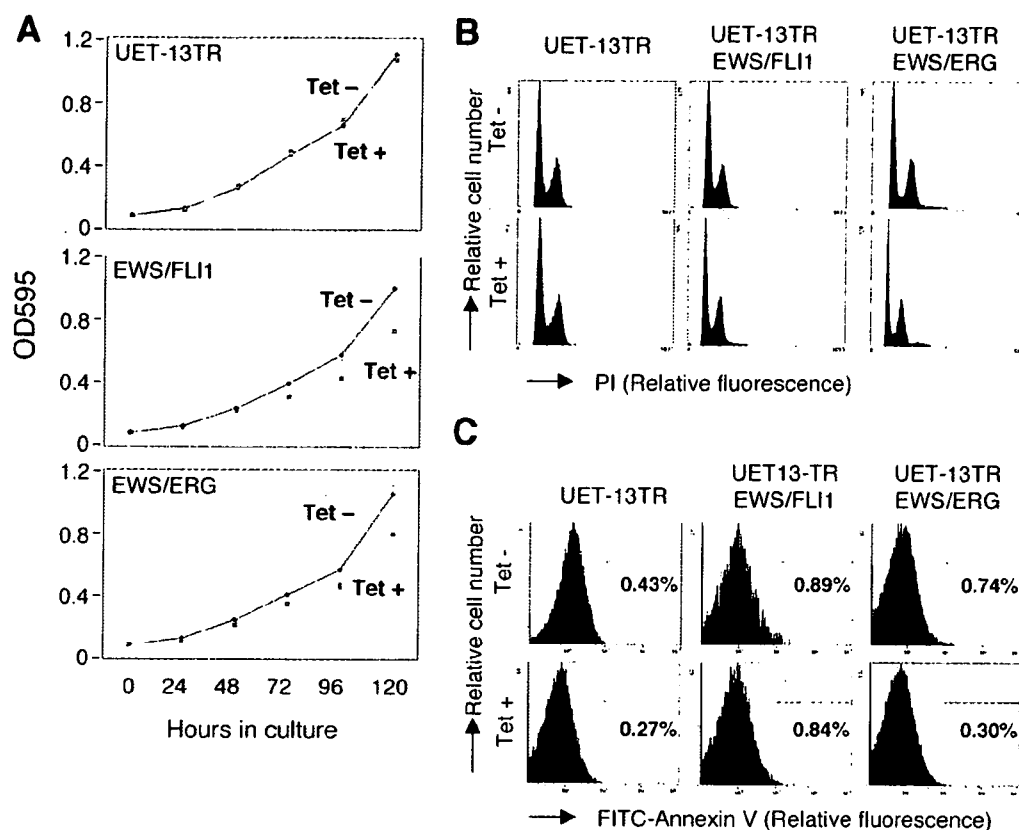 A
UET-13TR
1.2
Tet –
0.8
Tet +
0.4
0
EWS/FLI1
1.2
Tet –
0.8
Tet +
0.4
0
EWS/ERG
1.2
Tet –
0.8
Tet +
0.4
0
OD595
0 24 48 72 96 120
Hours in culture
B
UET-13TR
UET-13TR
EWS/FLI1
UET-13TR
EWS/ERG
Relative cell number
Tet -
Tet +
PI (Relative fluorescence)
C
UET-13TR
UET13-TR
EWS/FLI1
UET-13TR
EWS/ERG
Relative cell number
Tet -
0.43%
0.89%
0.74%
Tet +
0.27%
0.84%
0.30%
FITC-Annexin V (Relative fluorescence)